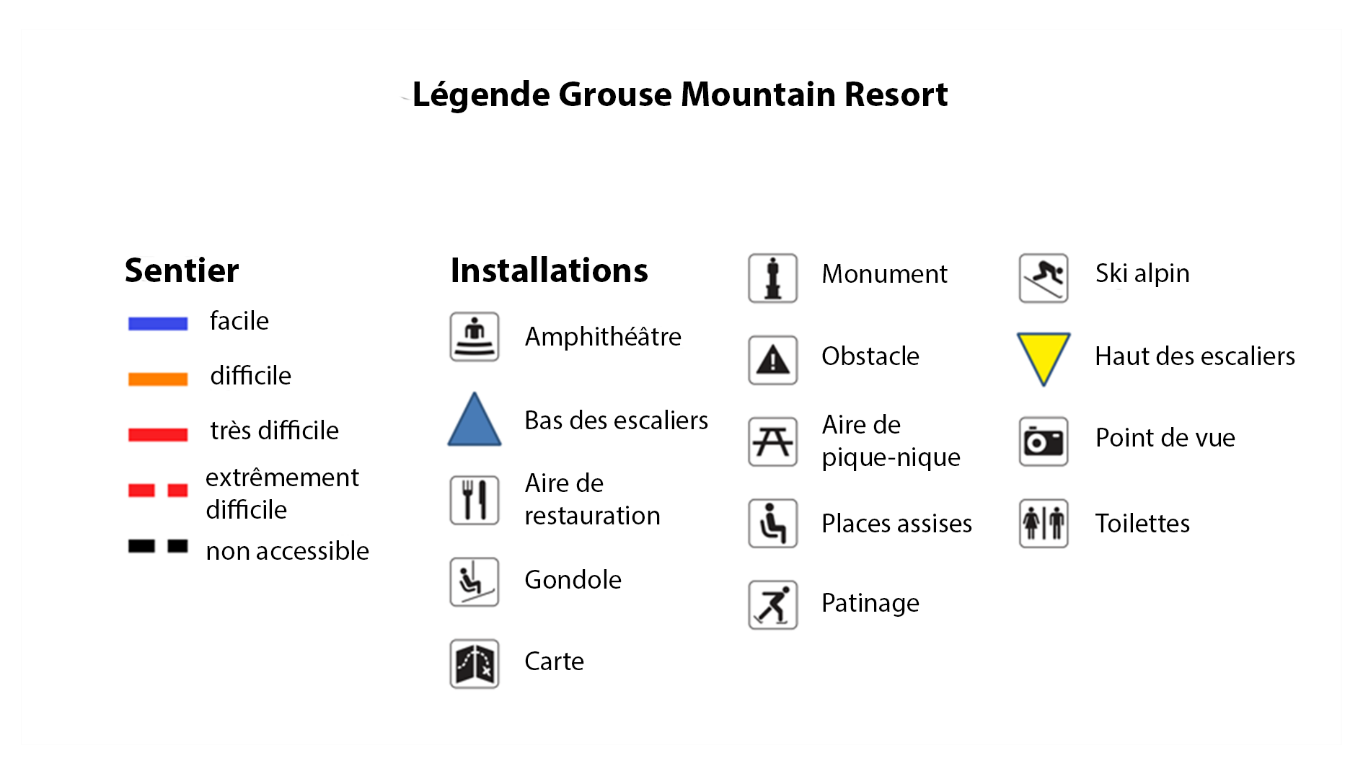 Légende Grouse Mountain Resort
Sentier
facile
difficile
très difficile
extrêmement
difficile
non accessible
Installations
Amphithéâtre
Bas des escaliers
Aire de
restauration
Gondole
Carte
Monument
Obstacle
Aire de
pique-nique
Places assises
Patinage
Ski alpin
Haut des escaliers
Point de vue
Toilettes